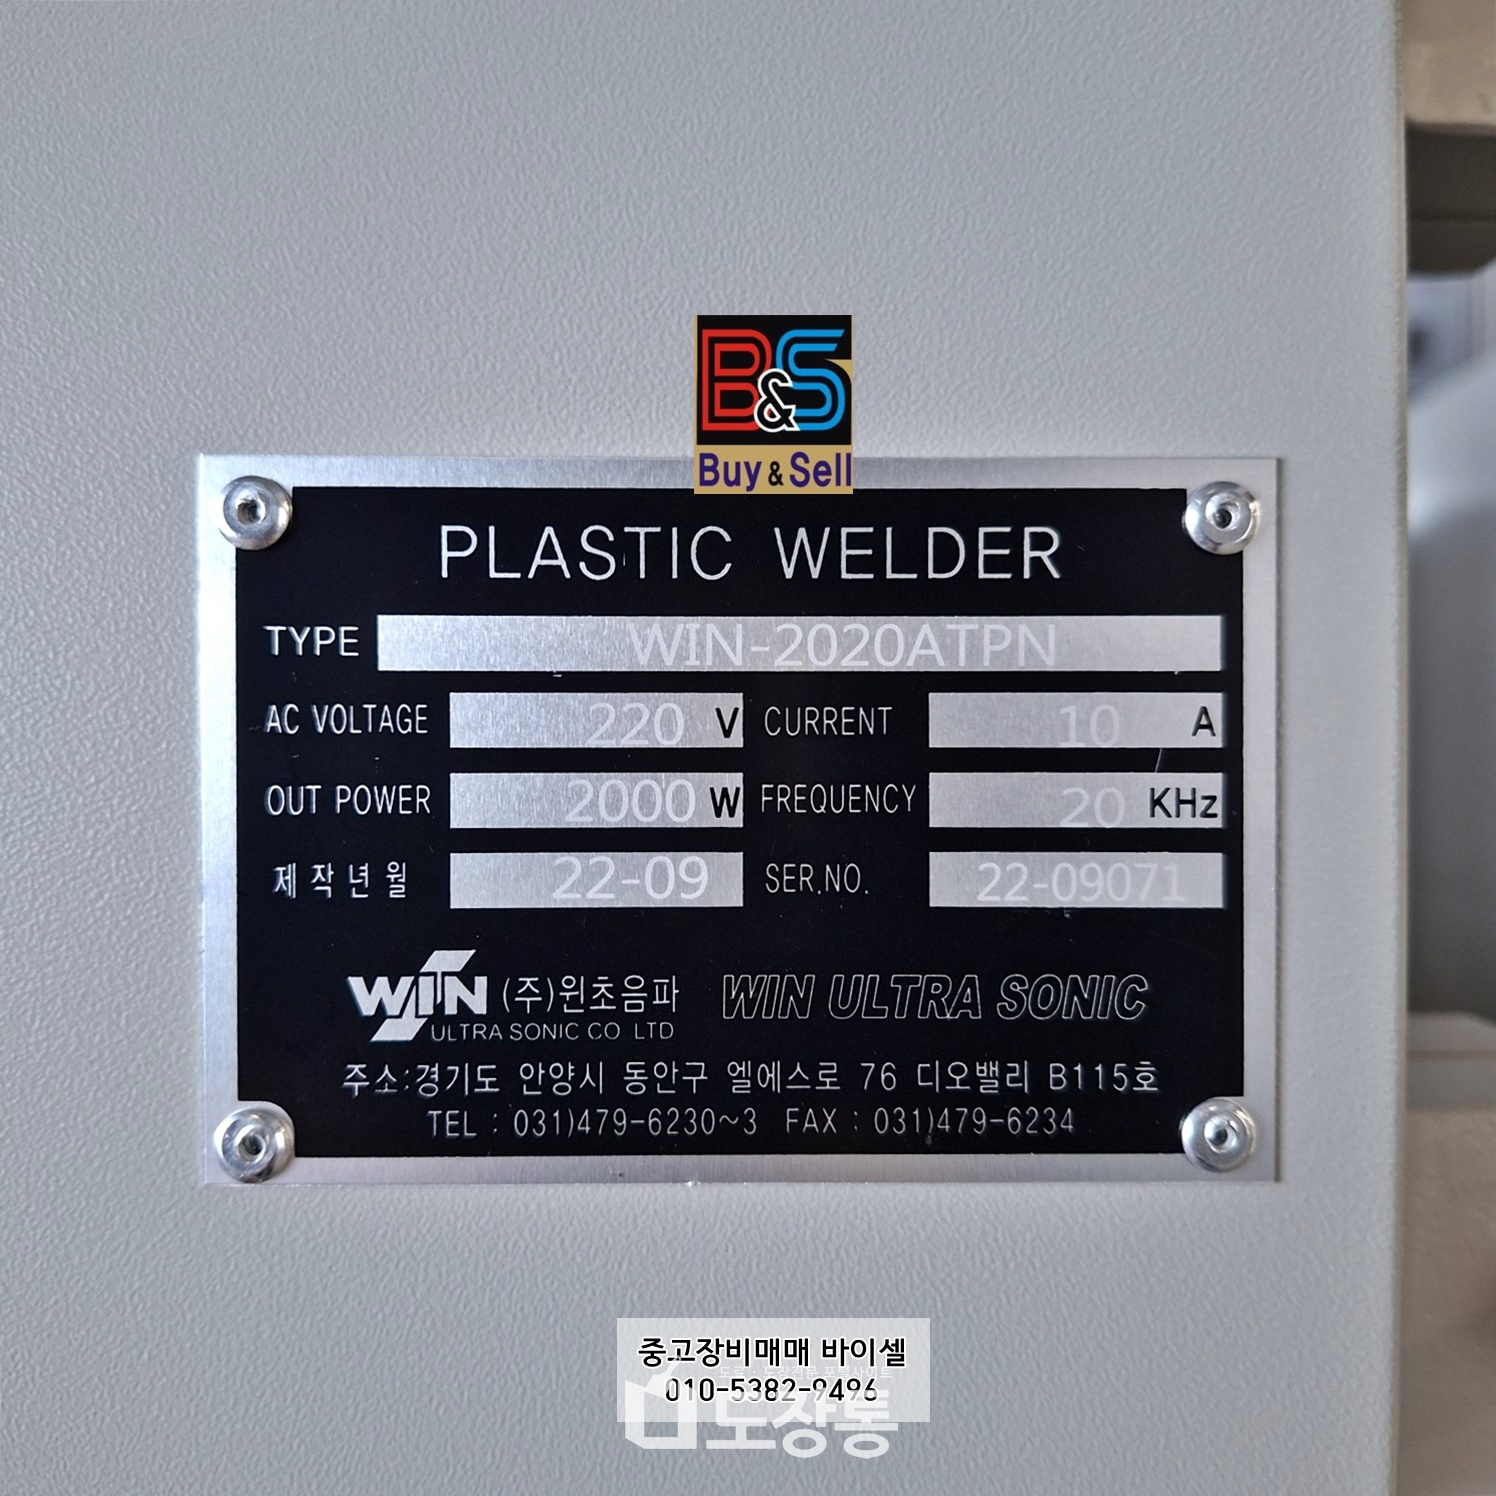 B&S
Buy & Sell
PLASTIC WELDER
TYPE WIN-2020ATPN
AC VOLTAGE 220 V CURRENT 10 A
OUT POWER 2000 W FREQUENCY 20 KHz
제작년월 22-09 SER.NO. 22-09071
WIN (주)윈초음파 WIN ULTRA SONIC
ULTRA SONIC CO LTD
주소:경기도 안양시 동안구 엘에스로 76 디오밸리 B115호
TEL : 031)479-6230~3 FAX : 031)479-6234
중고장비매매 바이셀
010-5382-9496
도장통